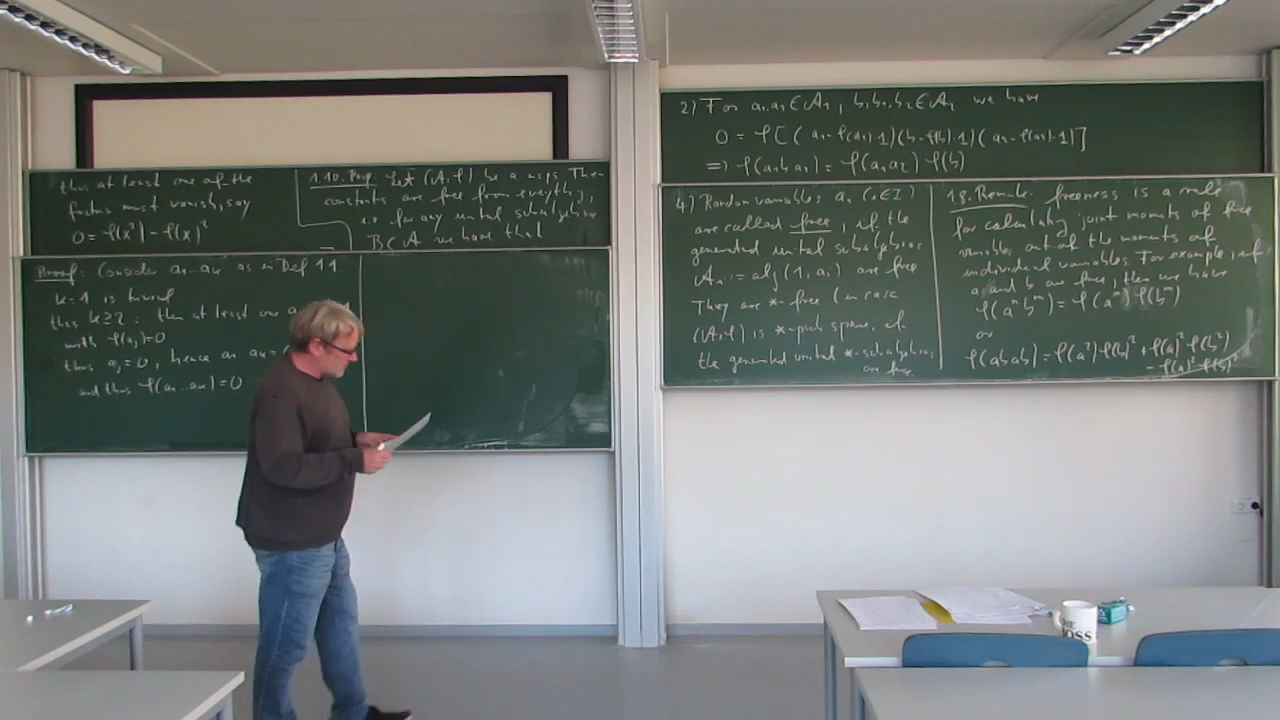 thus at least one of the
factors must vanish, say
0 = φ(x²) - φ(x)²
1.10. Prop. Let (A,φ) be a n.c.p.s. Then
constants are free from everything,
i.e. for any unital subalgebra
B⊂A we have that
Proof: Consider a₁...aₖ as in Def 1.1.
k=1 is trivial
thus k≥2. then at least one a
with φ(aⱼ)=0
thus aⱼ=0, hence a₁...aₖ=
and thus φ(a₁...aₖ)=0
2) For a₁,a₂∈A₁, b,b₁,b₂∈A₂ we have
0 = φ[(a₁-φ(a₁)·1)(b-φ(b)·1)(a₂-φ(a₂)·1)]
⇒ φ(a₁ba₂) = φ(a₁a₂)φ(b)
4) Random variables aᵢ (i∈I)
are called free, if the
generated unital subalgebras
Aᵢ := alg(1,aᵢ) are free
They are *-free (in case
(A,φ) is *-prob space, if
the generated unital *-subalgebras
are free.
1.8. Remark. freeness is a rule
for calculating joint moments of free
variables out of the moments of
individual variables. For example, if
a and b are free, then we have
φ(aⁿbᵐ) = φ(aⁿ)φ(bᵐ)
or
φ(abab) = φ(a²)φ(b)² + φ(a)²φ(b²)
- φ(a)²φ(b)²
THE
BOSS